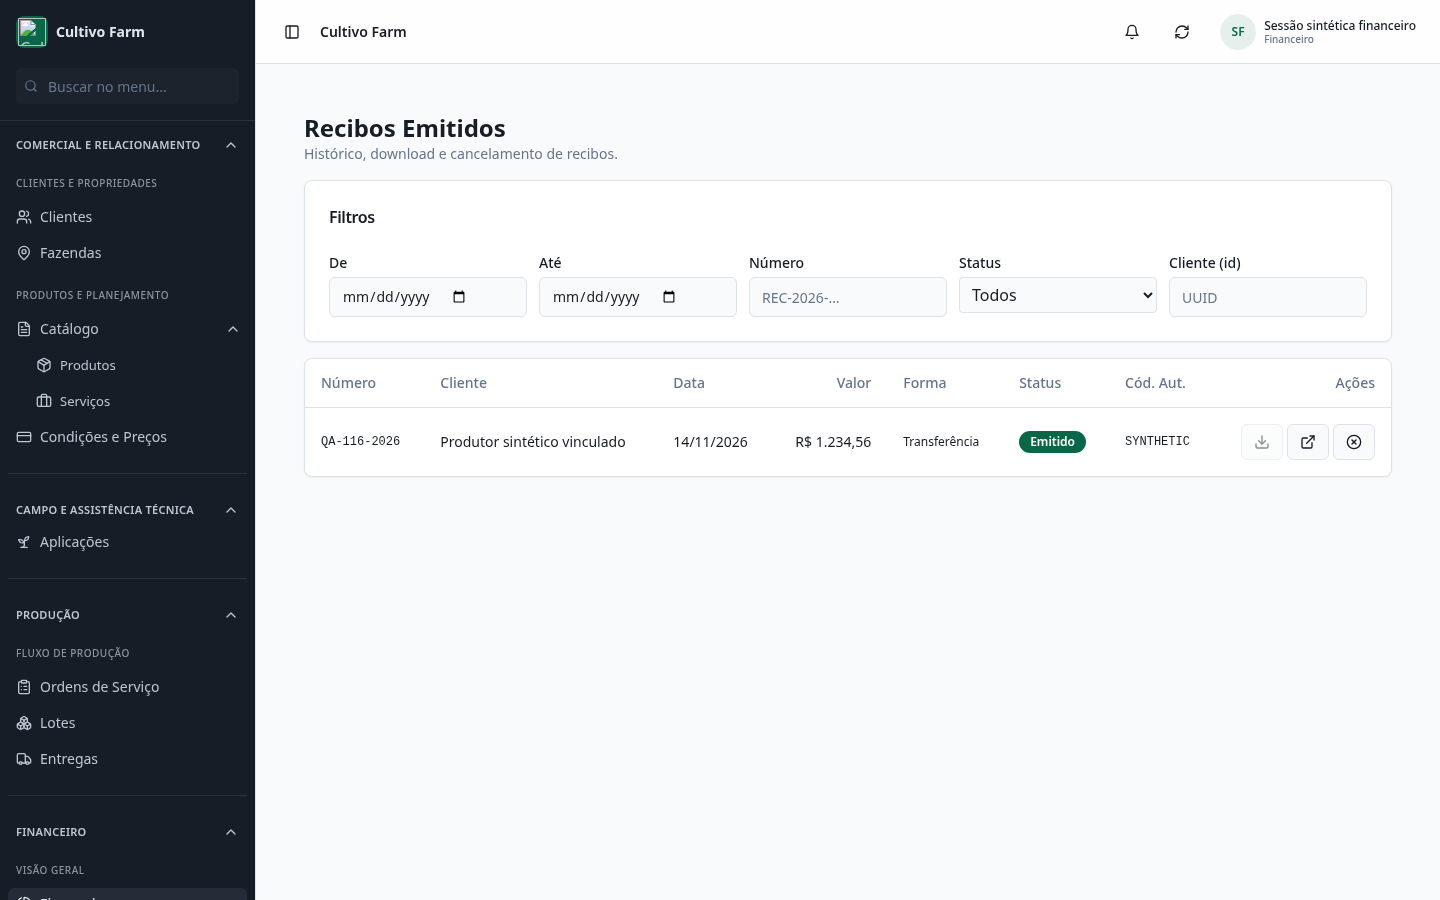 Cultivo Farm
Buscar no menu...
COMERCIAL E RELACIONAMENTO
CLIENTES E PROPRIEDADES
Clientes
Fazendas
PRODUTOS E PLANEJAMENTO
Catálogo
Produtos
Serviços
Condições e Preços
CAMPO E ASSISTÊNCIA TÉCNICA
Aplicações
PRODUÇÃO
FLUXO DE PRODUÇÃO
Ordens de Serviço
Lotes
Entregas
FINANCEIRO
VISÃO GERAL
Cultivo Farm
SF
Sessão sintética financeiro
Financeiro
Recibos Emitidos
Histórico, download e cancelamento de recibos.
Filtros
De Até Número Status Cliente (id)
mm/dd/yyyy mm/dd/yyyy REC-2026-... Todos UUID
Número Cliente Data Valor Forma Status Cód. Aut. Ações
QA-116-2026 Produtor sintético vinculado 14/11/2026 R$ 1.234,56 Transferência Emitido SYNTHETIC